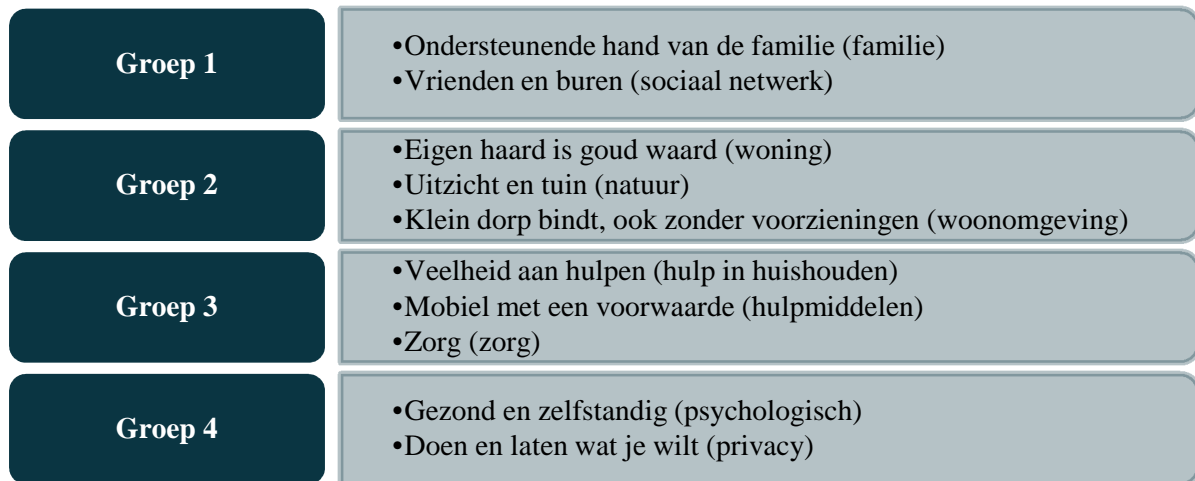 Groep 1
•Ondersteunende hand van de familie (familie)
•Vrienden en buren (sociaal netwerk)
Groep 2
•Eigen haard is goud waard (woning)
•Uitzicht en tuin (natuur)
•Klein dorp bindt, ook zonder voorzieningen (woonomgeving)
Groep 3
•Veelheid aan hulpen (hulp in huishouden)
•Mobiel met een voorwaarde (hulpmiddelen)
•Zorg (zorg)
Groep 4
•Gezond en zelfstandig (psychologisch)
•Doen en laten wat je wilt (privacy)